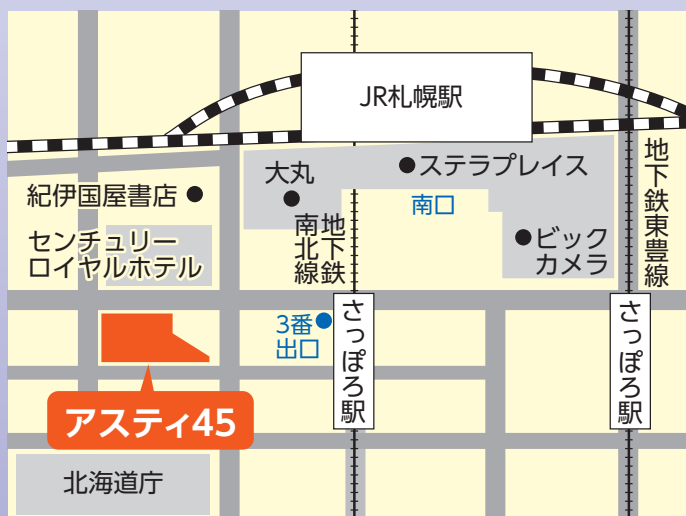 JR札幌駅
大丸
ステラプレイス
紀伊国屋書店
南口
センチュリー
ロイヤルホテル
地下鉄
南北線
ビック
カメラ
地下鉄東豊線
3番
出口
さっぽろ駅
さっぽろ駅
アスティ45
北海道庁